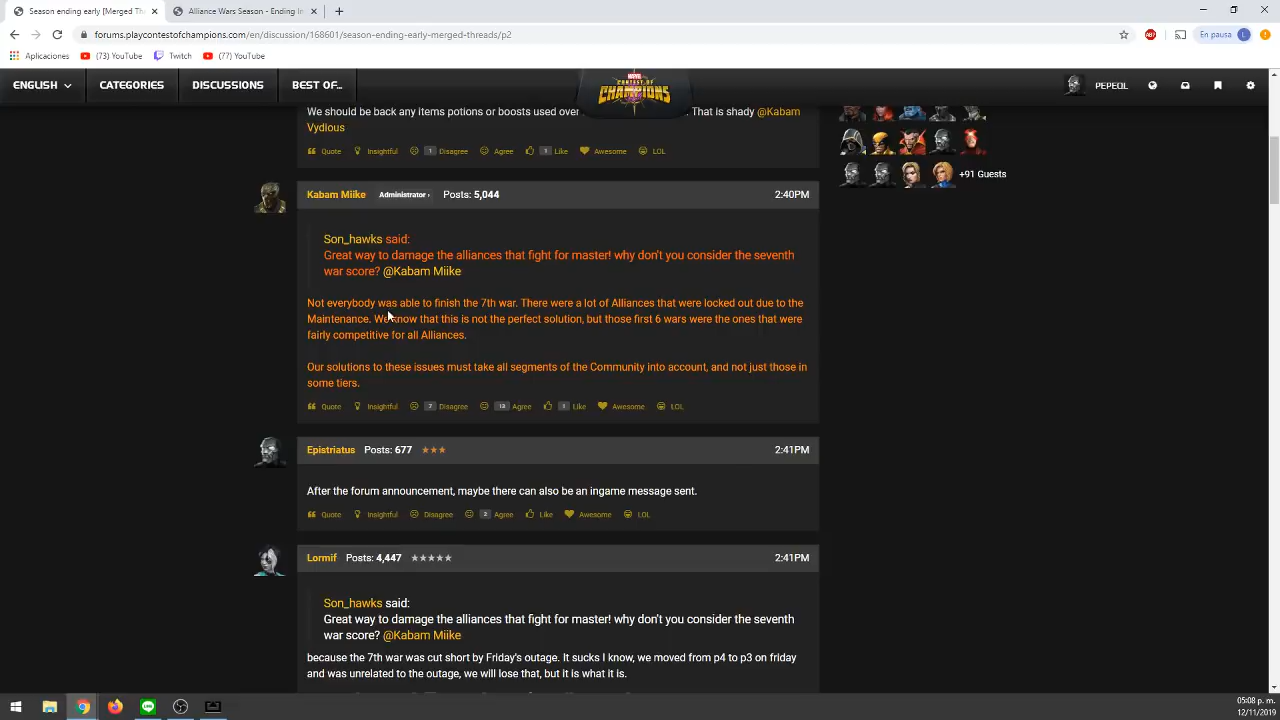 Season ending early [Merged Th
Alliance Wars Season - Ending In
forums.playcontestofchampions.com/en/discussion/168601/season-ending-early-merged-threads/p2
ABP
En pausa
L
Aplicaciones
(73) YouTube
Twitch
(77) YouTube
ENGLISH
CATEGORIES
DISCUSSIONS
BEST OF...
MARVEL
CONTEST OF
CHAMPIONS
PEPEQL
We should be back any items potions or boosts used over
. That is shady @Kabam
Vydious
Quote Insightful 1 Disagree Agree 3 Like Awesome LOL
+91 Guests
Kabam Miike Administrator › Posts: 5,044 2:40PM
Son_hawks said:
Great way to damage the alliances that fight for master! why don't you consider the seventh
war score? @Kabam Miike
Not everybody was able to finish the 7th war. There were a lot of Alliances that were locked out due to the
Maintenance. We know that this is not the perfect solution, but those first 6 wars were the ones that were
fairly competitive for all Alliances.
Our solutions to these issues must take all segments of the Community into account, and not just those in
some tiers.
Quote Insightful 7 Disagree 13 Agree 1 Like Awesome LOL
Epistriatus Posts: 677 2:41PM
After the forum announcement, maybe there can also be an ingame message sent.
Quote Insightful Disagree 2 Agree Like Awesome LOL
Lormif Posts: 4,447 2:41PM
Son_hawks said:
Great way to damage the alliances that fight for master! why don't you consider the seventh
war score? @Kabam Miike
because the 7th war was cut short by Friday's outage. It sucks I know, we moved from p4 to p3 on friday
and was unrelated to the outage, we will lose that, but it is what it is.
05:08 p. m.
12/11/2019